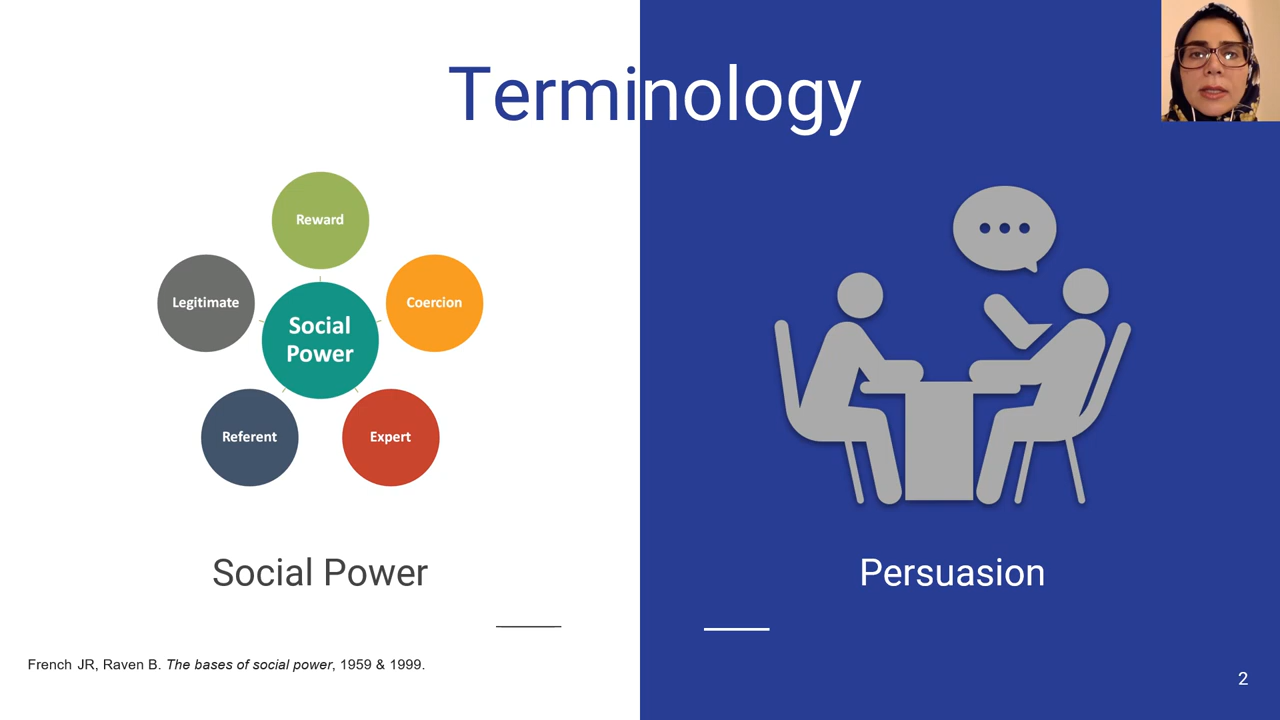 Terminology
Reward
Legitimate
Coercion
Social
Power
Referent
Expert
Social Power
Persuasion
French JR, Raven B. The bases of social power, 1959 & 1999.
2